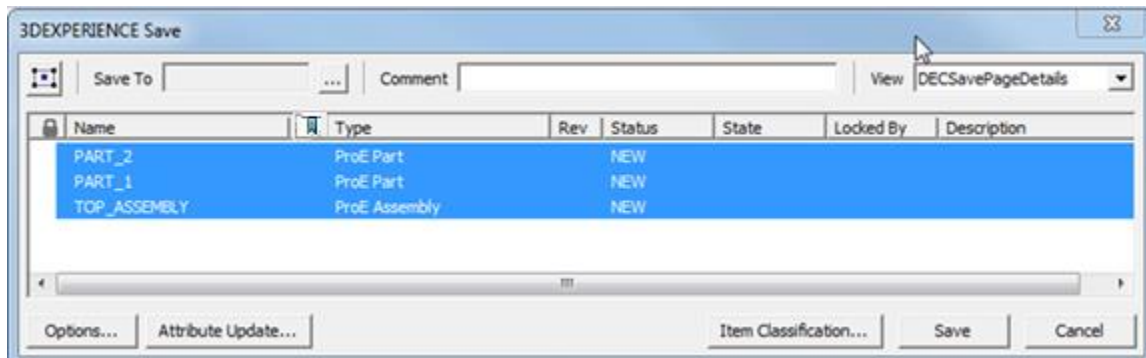 3DEXPERIENCE Save
Save To ... Comment View DECSavePageDetails
Name Type Rev Status State Locked By Description
PART_2 ProE Part NEW
PART_1 ProE Part NEW
TOP_ASSEMBLY ProE Assembly NEW
Options... Attribute Update... Item Classification... Save Cancel